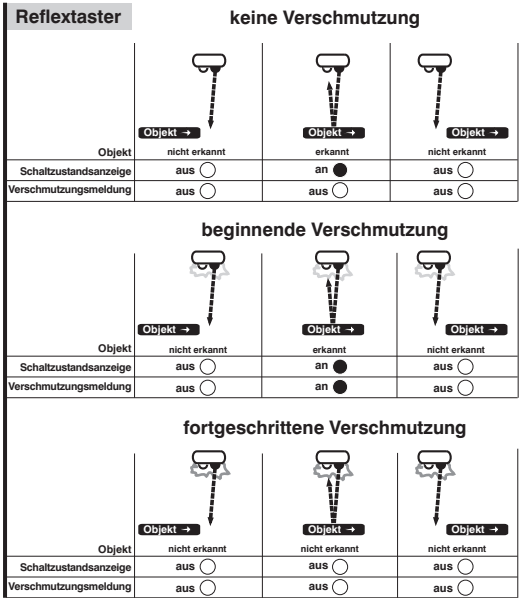 Reflextaster
keine Verschmutzung
Objekt → Objekt → Objekt →
Objekt nicht erkannt erkannt nicht erkannt
Schaltzustandsanzeige aus an aus
Verschmutzungsmeldung aus aus aus
beginnende Verschmutzung
Objekt → Objekt → Objekt →
Objekt nicht erkannt erkannt nicht erkannt
Schaltzustandsanzeige aus an aus
Verschmutzungsmeldung aus an aus
fortgeschrittene Verschmutzung
Objekt → Objekt → Objekt →
Objekt nicht erkannt nicht erkannt nicht erkannt
Schaltzustandsanzeige aus aus aus
Verschmutzungsmeldung aus aus aus